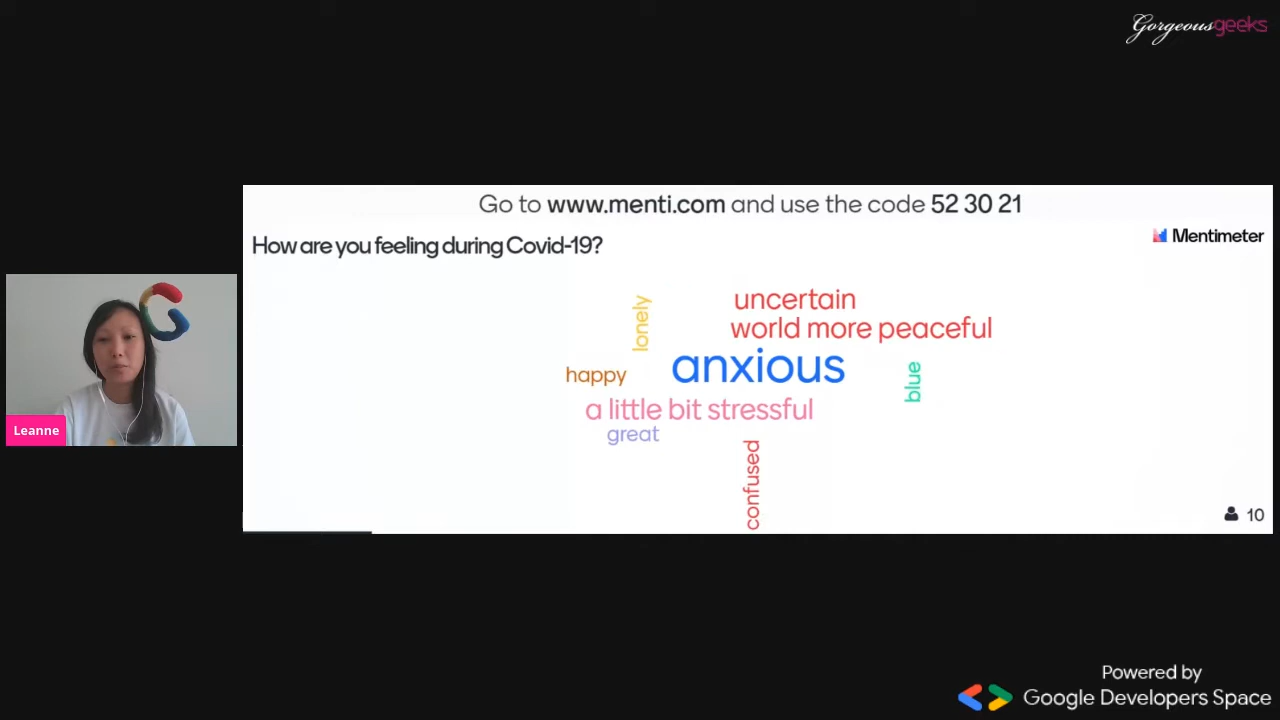 Gorgeousgeeks
Go to www.menti.com and use the code 52 30 21
How are you feeling during Covid-19?
Mentimeter
lonely
uncertain
world more peaceful
anxious
happy
blue
a little bit stressful
great
confused
10
Leanne
Powered by
Google Developers Space